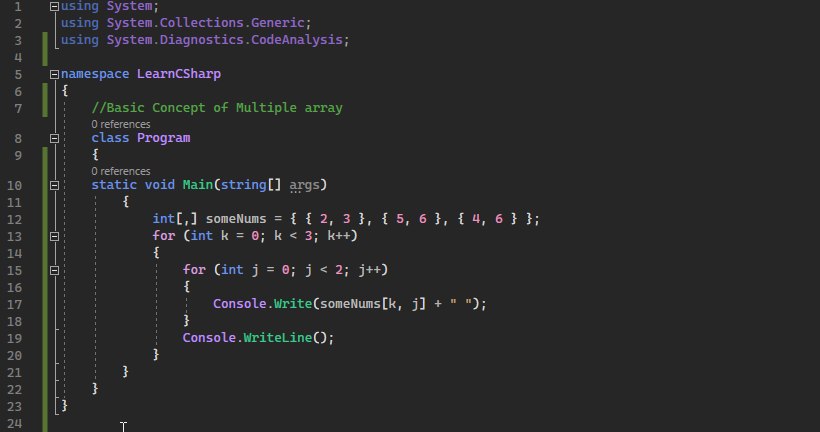 1 using System;
2 using System.Collections.Generic;
3 using System.Diagnostics.CodeAnalysis;
4
5 namespace LearnCSharp
6 {
7 //Basic Concept of Multiple array
0 references
8 class Program
9 {
0 references
10 static void Main(string[] args)
11 {
12 int[,] someNums = { { 2, 3 }, { 5, 6 }, { 4, 6 } };
13 for (int k = 0; k < 3; k++)
14 {
15 for (int j = 0; j < 2; j++)
16 {
17 Console.Write(someNums[k, j] + " ");
18 }
19 Console.WriteLine();
20 }
21 }
22 }
23 }
24